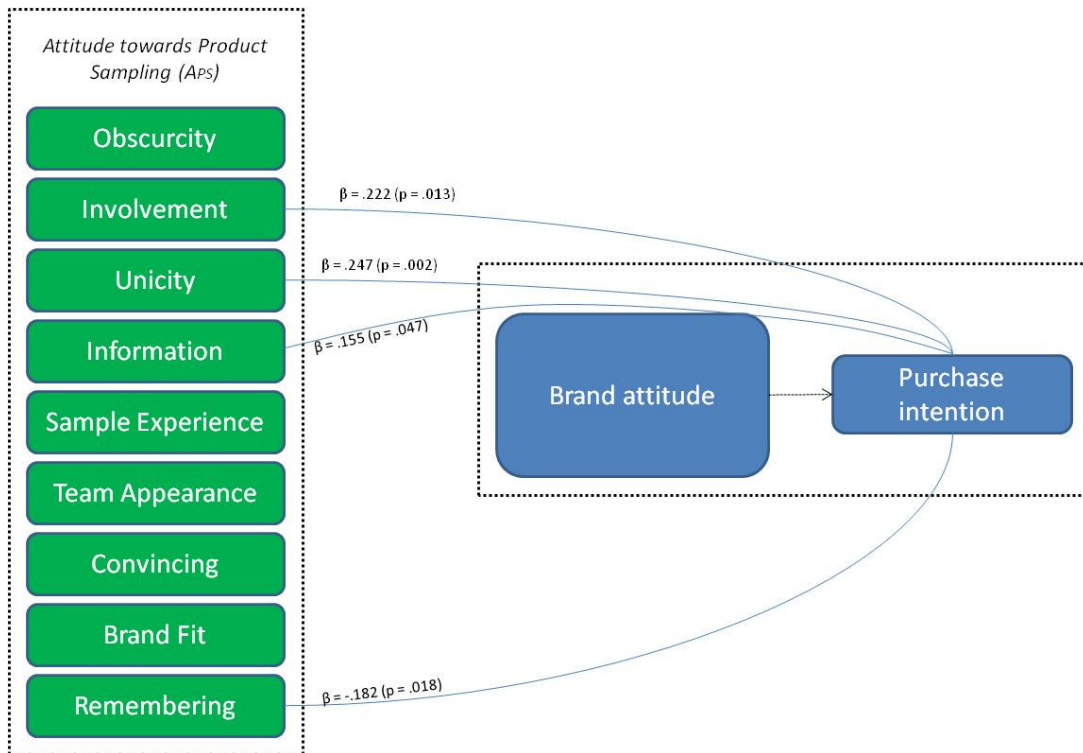 Attitude towards Product
Sampling (APS)
Obscurcity
Involvement
Unicity
Information
Sample Experience
Team Appearance
Convincing
Brand Fit
Remembering
β = .222 (p = .013)
β = .247 (p = .002)
β = .155 (p = .047)
β = -.182 (p = .018)
Brand attitude
Purchase
intention